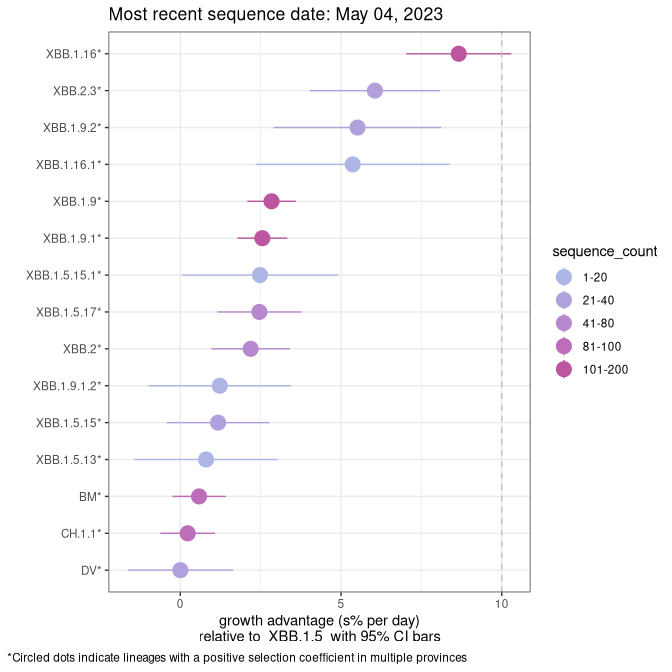 Most recent sequence date: May 04, 2023
XBB.1.16*
XBB.2.3*
XBB.1.9.2*
XBB.1.16.1*
XBB.1.9*
XBB.1.9.1*
XBB.1.5.15.1*
XBB.1.5.17*
XBB.2*
XBB.1.9.1.2*
XBB.1.5.15*
XBB.1.5.13*
BM*
CH.1.1*
DV*
0 5 10
growth advantage (s% per day)
relative to XBB.1.5 with 95% CI bars
sequence_count
1-20
21-40
41-80
81-100
101-200
*Circled dots indicate lineages with a positive selection coefficient in multiple provinces